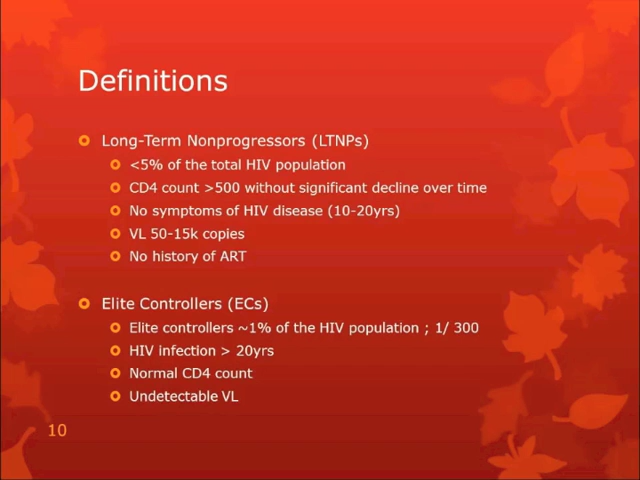 Definitions
Long-Term Nonprogressors (LTNPs)
<5% of the total HIV population
CD4 count >500 without significant decline over time
No symptoms of HIV disease (10-20yrs)
VL 50-15k copies
No history of ART
Elite Controllers (ECs)
Elite controllers ~1% of the HIV population ; 1/ 300
HIV infection > 20yrs
Normal CD4 count
Undetectable VL
10